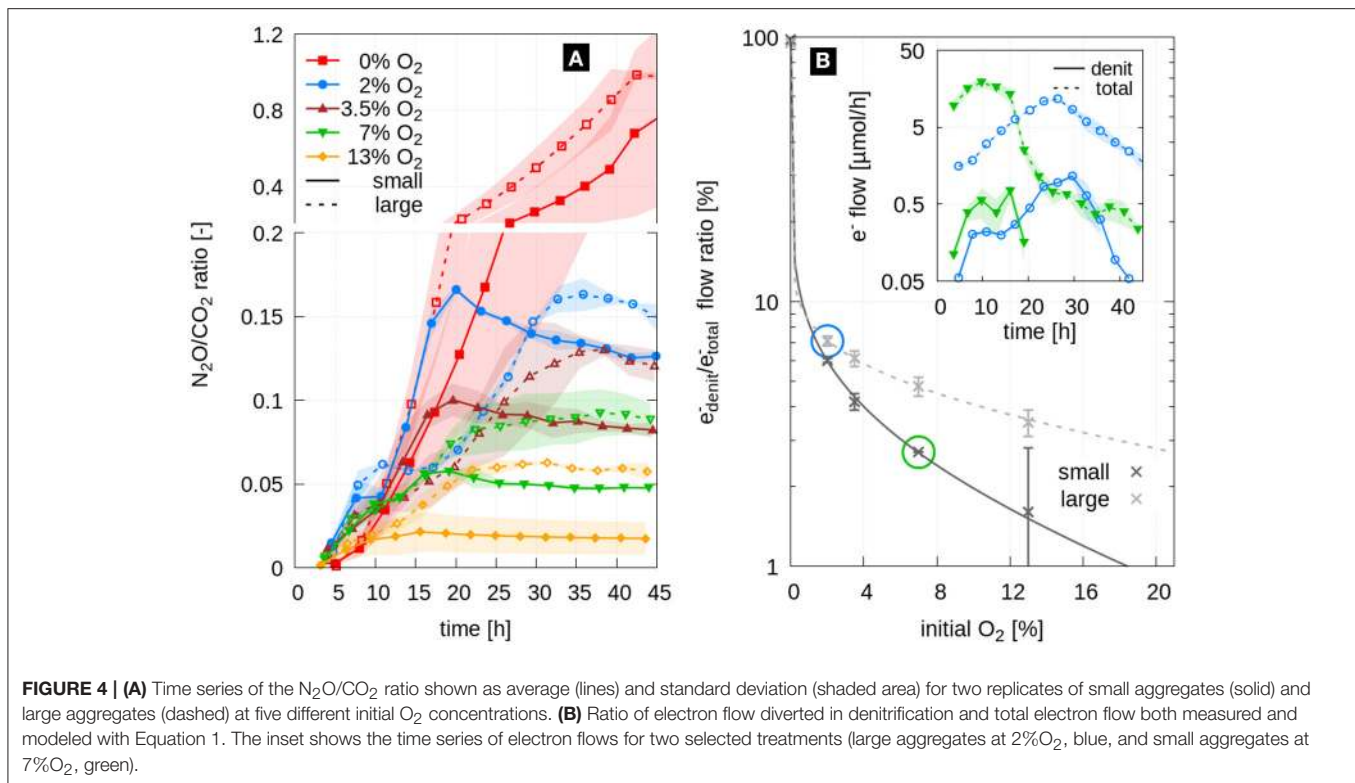 A
0% O2
2% O2
3.5% O2
7% O2
13% O2
small
large
1.2
0.8
0.4
0.2
0.15
0.1
0.05
0
N2O/CO2 ratio [-]
0 5 10 15 20 25 30 35 40 45
time [h]
B
100
10
1
e-denit/e-total flow ratio [%]
0 4 8 12 16 20
initial O2 [%]
small
large
denit
total
50
5
0.5
0.05
e- flow [µmol/h]
0 10 20 30 40
time [h]
FIGURE 4 | (A) Time series of the N2O/CO2 ratio shown as average (lines) and standard deviation (shaded area) for two replicates of small aggregates (solid) and
large aggregates (dashed) at five different initial O2 concentrations. (B) Ratio of electron flow diverted in denitrification and total electron flow both measured and
modeled with Equation 1. The inset shows the time series of electron flows for two selected treatments (large aggregates at 2%O2, blue, and small aggregates at
7%O2, green).